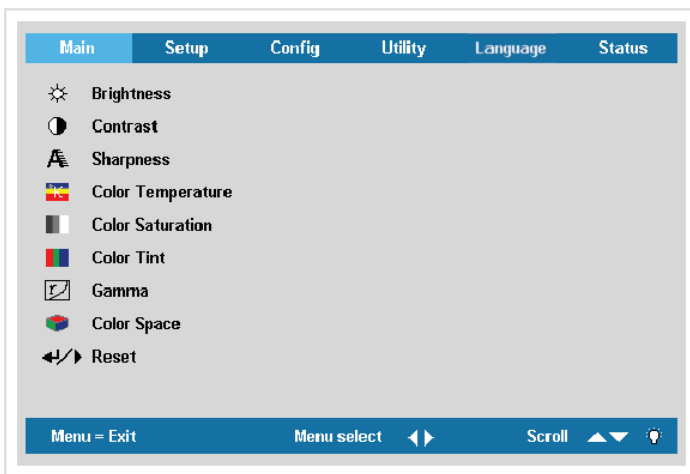 Main Setup Config Utility Language Status
Brightness
Contrast
Sharpness
Color Temperature
Color Saturation
Color Tint
Gamma
Color Space
Reset
Menu = Exit Menu select Scroll